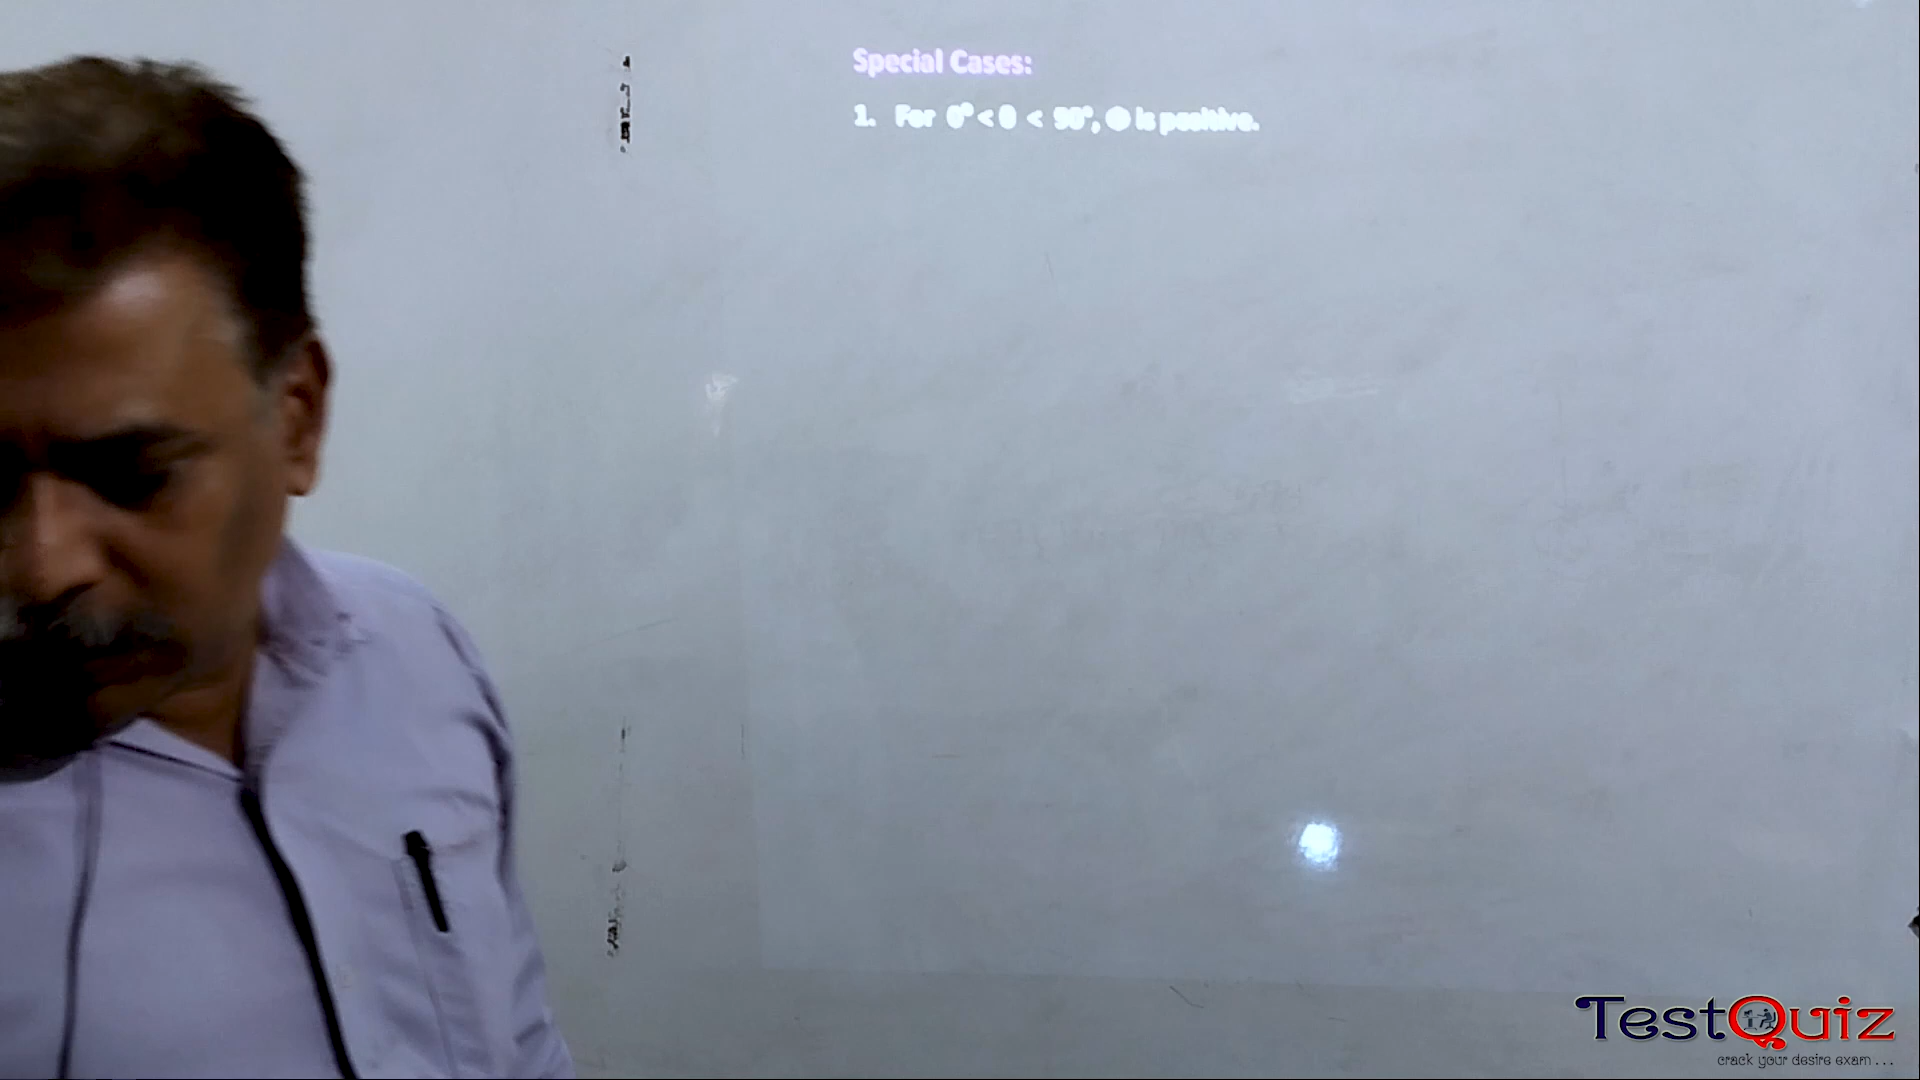 Special Cases:
1. For 0° < θ < 90°, Φ is positive.
TestQuiz
crack your desire exam...